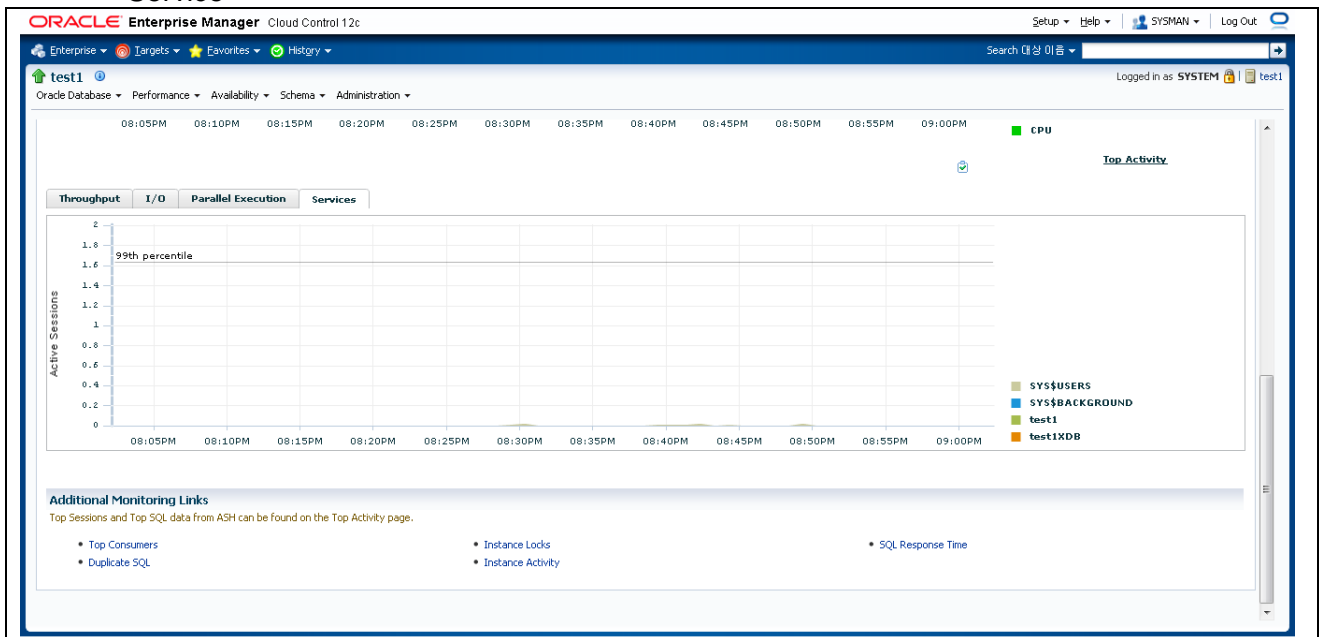 Service
ORACLE Enterprise Manager Cloud Control 12c
Setup Help SYSMAN Log Out
Enterprise Targets Favorites History
Search 대상 이름
test1
Logged in as SYSTEM test1
Oracle Database Performance Availability Schema Administration
08:05PM 08:10PM 08:15PM 08:20PM 08:25PM 08:30PM 08:35PM 08:40PM 08:45PM 08:50PM 08:55PM 09:00PM
CPU
Top Activity
Throughput I/O Parallel Execution Services
2
1.8
99th percentile
1.6
1.4
1.2
1
0.8
0.6
0.4
0.2
0
Active Sessions
08:05PM 08:10PM 08:15PM 08:20PM 08:25PM 08:30PM 08:35PM 08:40PM 08:45PM 08:50PM 08:55PM 09:00PM
SYS$USERS
SYS$BACKGROUND
test1
test1XDB
Additional Monitoring Links
Top Sessions and Top SQL data from ASH can be found on the Top Activity page.
• Top Consumers
• Duplicate SQL
• Instance Locks
• Instance Activity
• SQL Response Time